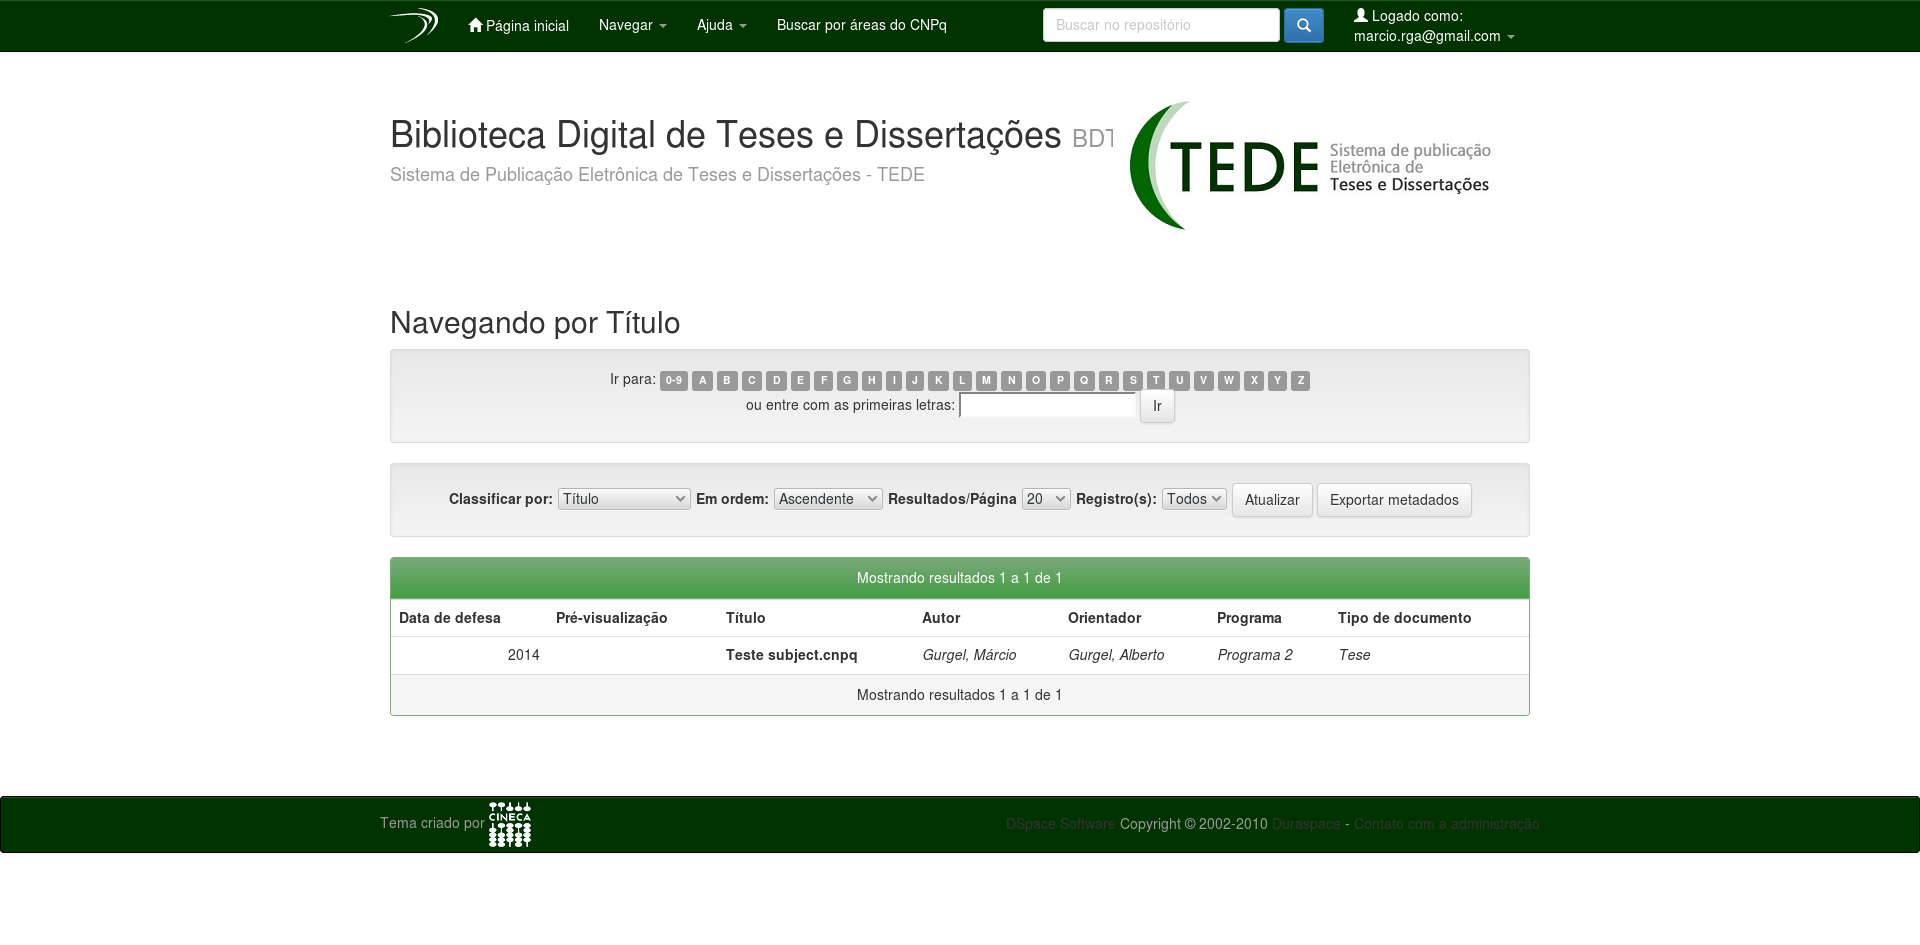 Página inicial Navegar Ajuda Buscar por áreas do CNPq Buscar no repositório Logado como:
marcio.rga@gmail.com
Biblioteca Digital de Teses e Dissertações BDT
Sistema de Publicação Eletrônica de Teses e Dissertações - TEDE
TEDE
Sistema de publicação
Eletrônica de
Teses e Dissertações
Navegando por Título
Ir para: 0-9 A B C D E F G H I J K L M N O P Q R S T U V W X Y Z
ou entre com as primeiras letras: Ir
Classificar por: Título Em ordem: Ascendente Resultados/Página 20 Registro(s): Todos Atualizar Exportar metadados
Mostrando resultados 1 a 1 de 1
Data de defesa Pré-visualização Título Autor Orientador Programa Tipo de documento
2014 Teste subject.cnpq Gurgel, Márcio Gurgel, Alberto Programa 2 Tese
Mostrando resultados 1 a 1 de 1
Tema criado por CINECA
DSpace Software Copyright © 2002-2010 Duraspace - Contato com a administração